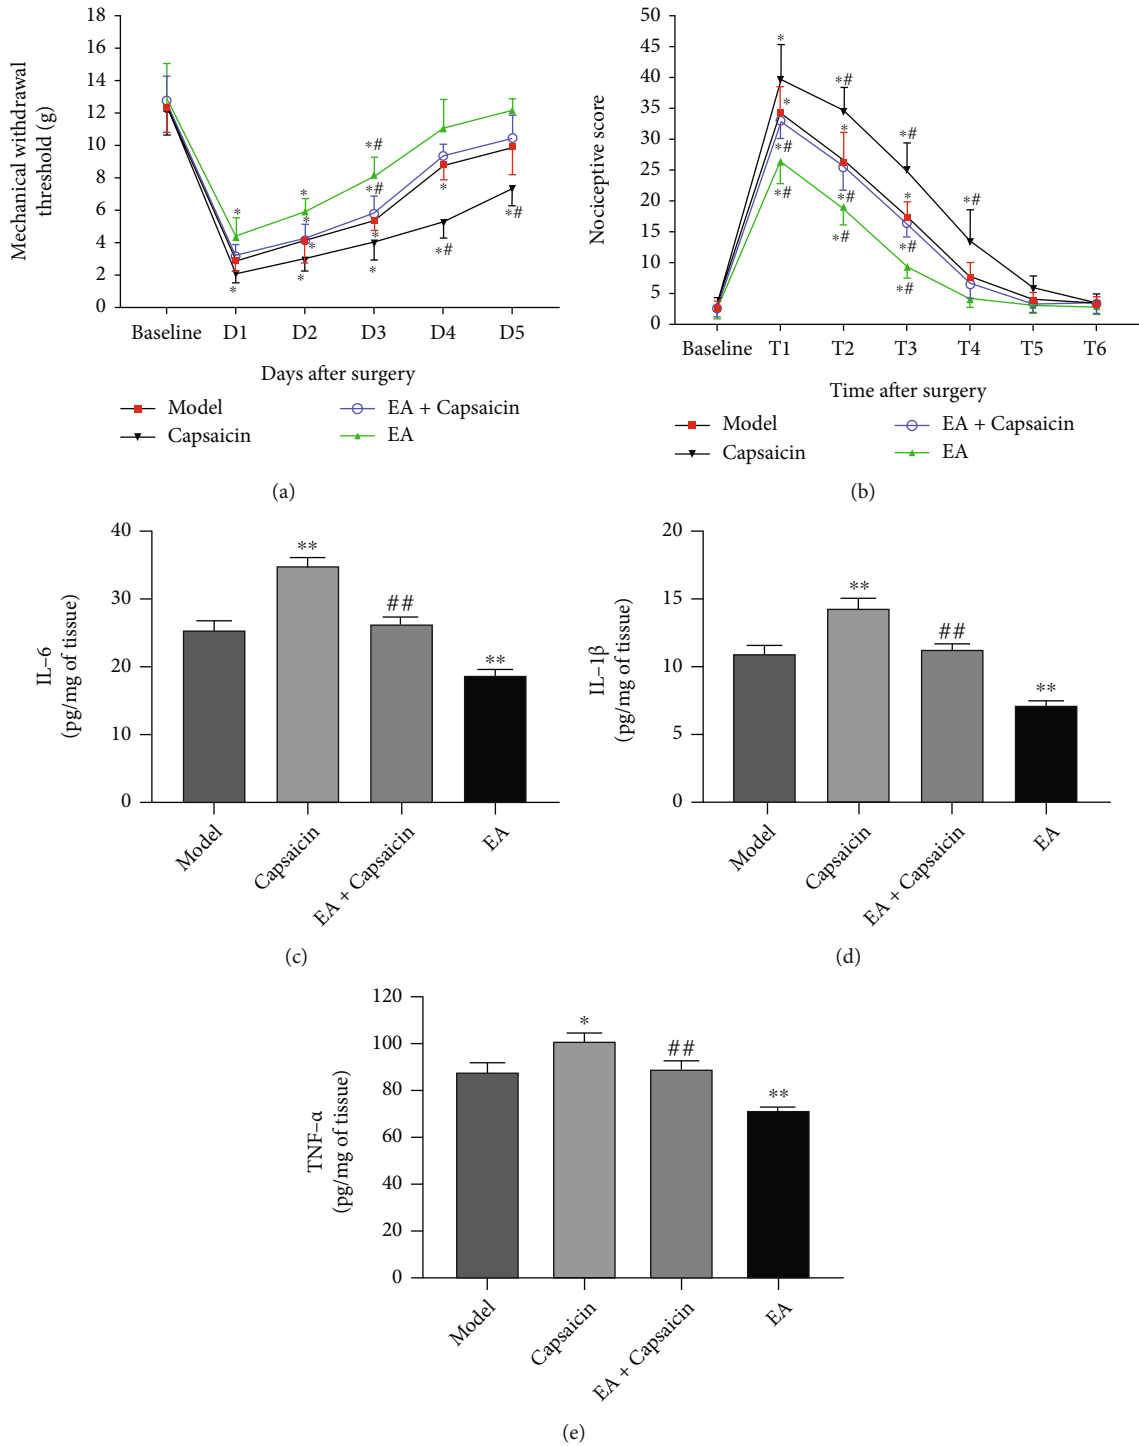 18
16
14
12
10
8
6
4
2
0
Mechanical withdrawal
threshold (g)
* * * * * *# *# * * * *# *#
Baseline D1 D2 D3 D4 D5
Days after surgery
Model
Capsaicin
EA + Capsaicin
EA
(a)
50
45
40
35
30
25
20
15
10
5
0
Nociceptive score
* * *# *# *# * *# *# *# * *# *# *#
Baseline T1 T2 T3 T4 T5 T6
Time after surgery
Model
Capsaicin
EA + Capsaicin
EA
(b)
40
30
20
10
0
IL–6
(pg/mg of tissue)
** ## **
Model Capsaicin EA + Capsaicin EA
(c)
20
15
10
5
0
IL–1β
(pg/mg of tissue)
** ## **
Model Capsaicin EA + Capsaicin EA
(d)
120
100
80
60
40
20
0
TNF–α
(pg/mg of tissue)
* ## **
Model Capsaicin EA + Capsaicin EA
(e)